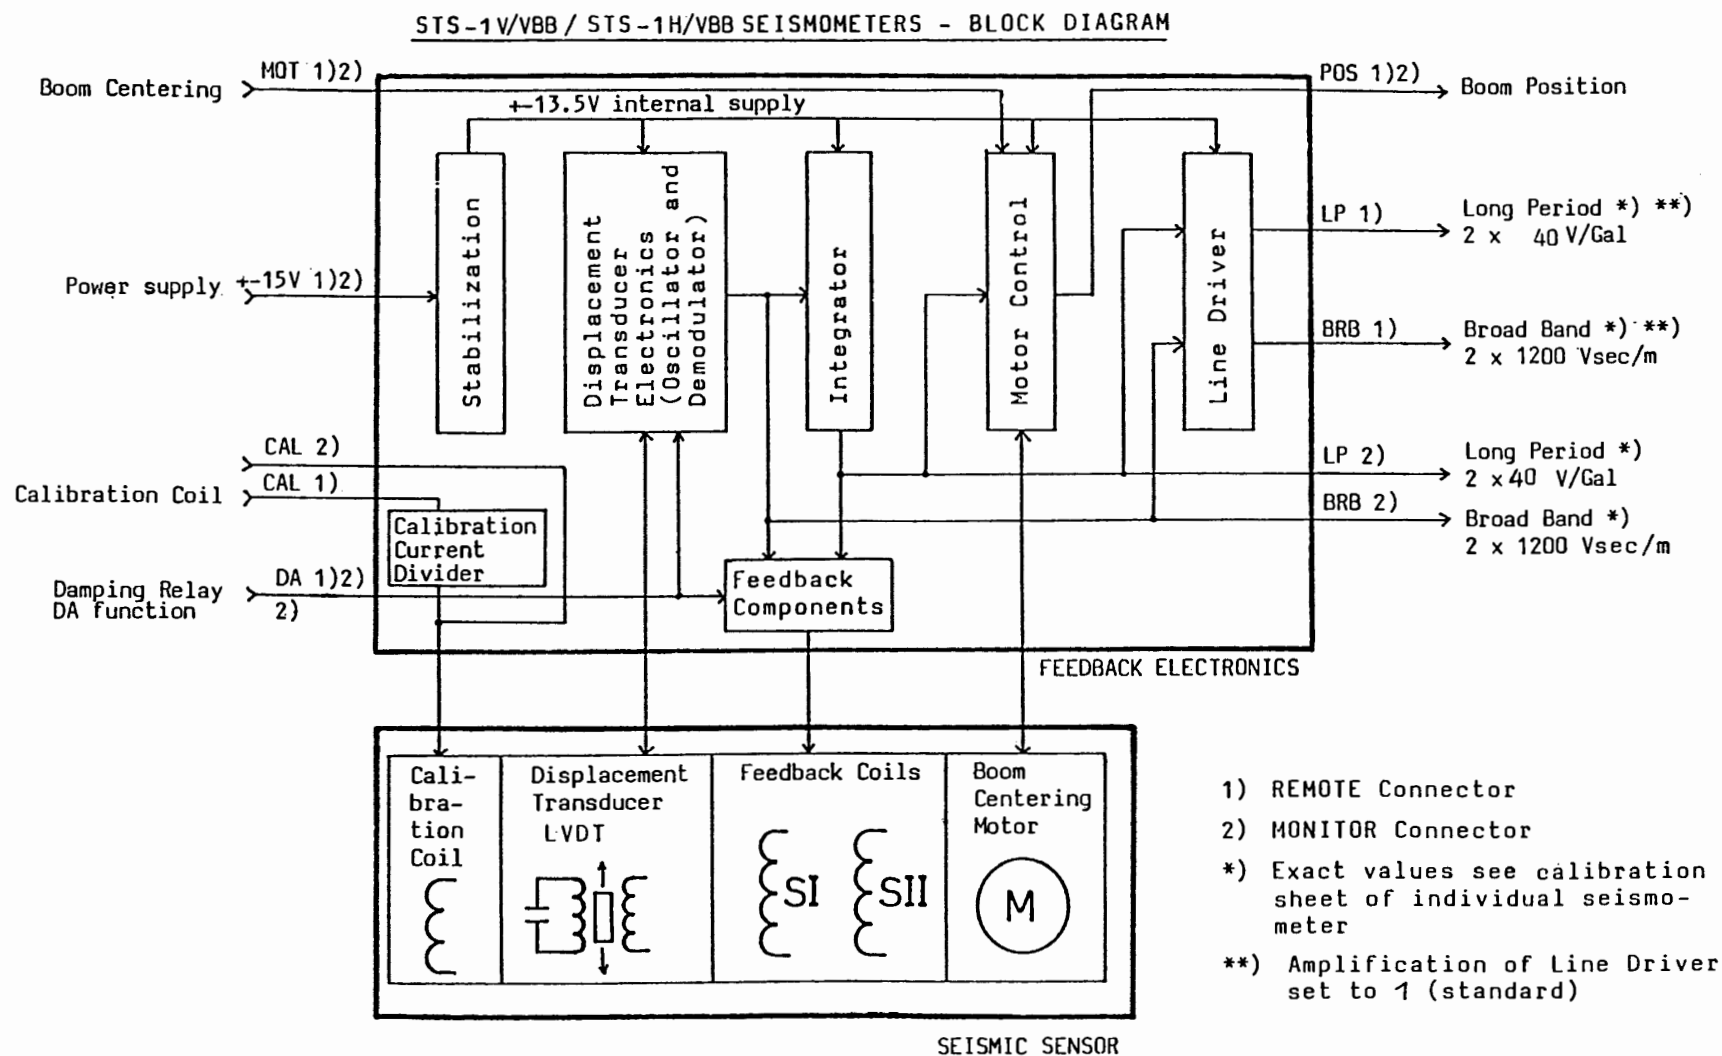 STS-1V/VBB / STS-1H/VBB SEISMOMETERS - BLOCK DIAGRAM
Boom Centering
MOT 1)2)
POS 1)2)
Boom Position
+-13.5V internal supply
Power supply
+-15V 1)2)
Stabilization
Displacement
Transducer
Electronics
(Oscillator and
Demodulator)
Integrator
Motor Control
Line Driver
LP 1)
Long Period *) **)
2 x 40 V/Gal
BRB 1)
Broad Band *) **)
2 x 1200 Vsec/m
CAL 2)
Calibration Coil
CAL 1)
LP 2)
Long Period *)
2 x 40 V/Gal
BRB 2)
Broad Band *)
2 x 1200 Vsec/m
Calibration
Current
Divider
Damping Relay
DA function
DA 1)2)
2)
Feedback
Components
FEEDBACK ELECTRONICS
Cali-
bra-
tion
Coil
Displacement
Transducer
LVDT
Feedback Coils
SI
SII
Boom
Centering
Motor
M
SEISMIC SENSOR
1) REMOTE Connector
2) MONITOR Connector
*) Exact values see calibration
sheet of individual seismo-
meter
**) Amplification of Line Driver
set to 1 (standard)